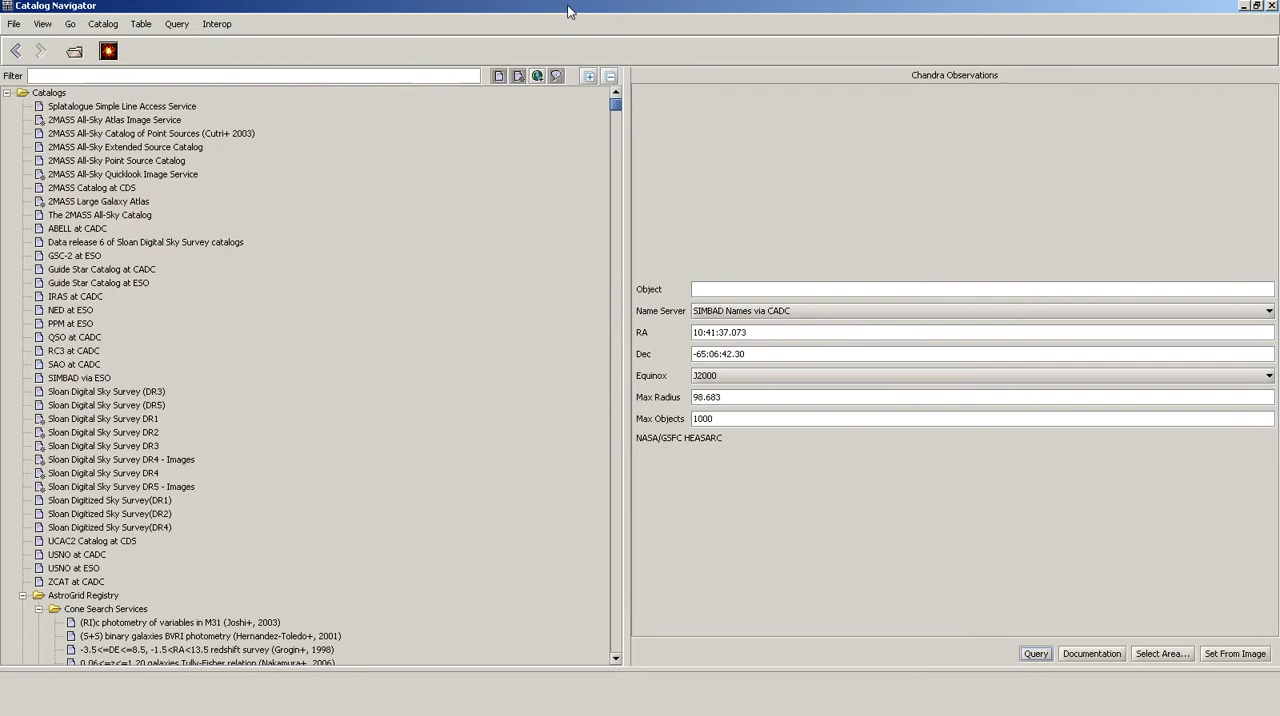 Catalog Navigator
File View Go Catalog Table Query Interop
Filter
Catalogs
Splatalogue Simple Line Access Service
2MASS All-Sky Atlas Image Service
2MASS All-Sky Catalog of Point Sources (Cutri+ 2003)
2MASS All-Sky Extended Source Catalog
2MASS All-Sky Point Source Catalog
2MASS All-Sky Quicklook Image Service
2MASS Catalog at CDS
2MASS Large Galaxy Atlas
The 2MASS All-Sky Catalog
ABELL at CADC
Data release 6 of Sloan Digital Sky Survey catalogs
GSC-2 at ESO
Guide Star Catalog at CADC
Guide Star Catalog at ESO
IRAS at CADC
NED at ESO
PPM at ESO
QSO at CADC
RC3 at CADC
SAO at CADC
SIMBAD via ESO
Sloan Digital Sky Survey (DR3)
Sloan Digital Sky Survey (DR5)
Sloan Digital Sky Survey DR1
Sloan Digital Sky Survey DR2
Sloan Digital Sky Survey DR3
Sloan Digital Sky Survey DR4 - Images
Sloan Digital Sky Survey DR4
Sloan Digital Sky Survey DR5 - Images
Sloan Digitized Sky Survey(DR1)
Sloan Digitized Sky Survey(DR2)
Sloan Digitized Sky Survey(DR4)
UCAC2 Catalog at CDS
USNO at CADC
USNO at ESO
ZCAT at CADC
AstroGrid Registry
Cone Search Services
(RI)c photometry of variables in M31 (Joshi+, 2003)
(S+S) binary galaxies BVRI photometry (Hernandez-Toledo+, 2001)
-3.5<=DE<=8.5, -1.5<RA<13.5 redshift survey (Grogin+, 1998)
0.06<=z<=1.20 galaxies Tully-Fisher relation (Nakamura+, 2006)
Chandra Observations
Object
Name Server SIMBAD Names via CADC
RA 10:41:37.073
Dec -65:06:42.30
Equinox J2000
Max Radius 98.683
Max Objects 1000
NASA/GSFC HEASARC
Query Documentation Select Area... Set From Image